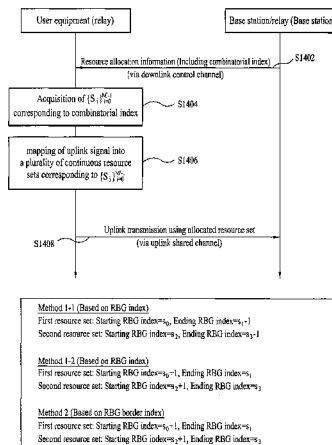 User equipment (relay)
Base station/relay (Base station)
Resource allocation information (Including combinatorial index)
S1402
(via downlink control channel)
Acquisition of
corresponding to combinatorial index
S1404
mapping of uplink signal into
a plurality of continuous resource
sets corresponding to
S1406
Uplink transmission using allocated resource set
S1408
(via uplink shared channel)
Method 1-1 (Based on RBG index)
First resource set: Starting RBG index=s₀, Ending RBG index=s₁-1
Second resource set: Starting RBG index=s₂, Ending RBG index=s₃-1
Method 1-2 (Based on RBG index)
First resource set: Starting RBG index=s₀+1, Ending RBG index=s₁
Second resource set: Starting RBG index=s₂+1, Ending RBG index=s₃
Method 2 (Based on RBG border index)
First resource set: Starting RBG index=s₀+1, Ending RBG index=s₁
Second resource set: Starting RBG index=s₂+1, Ending RBG index=s₃